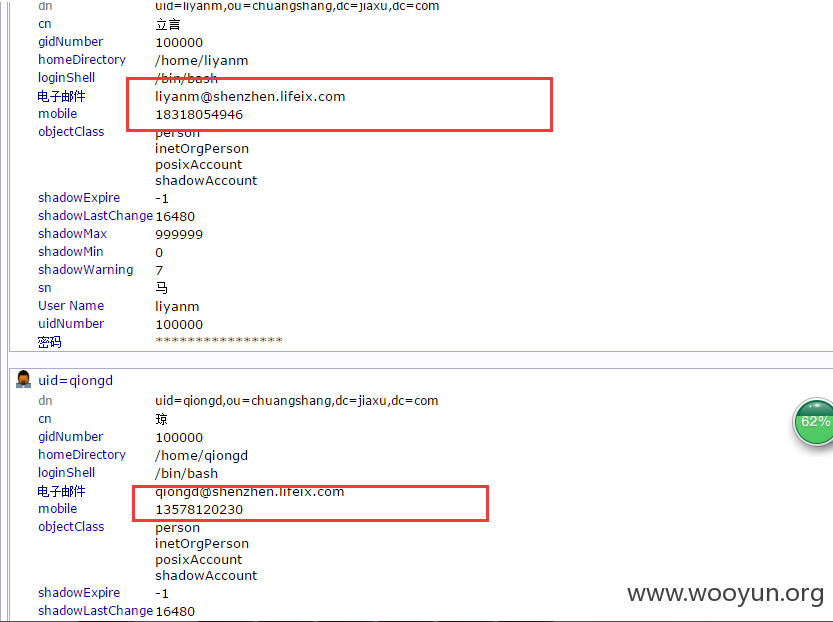 dn uid=liyanm,ou=chuangshang,dc=jiaxu,dc=com
cn 立言
gidNumber 100000
homeDirectory /home/liyanm
loginShell /bin/bash
电子邮件 liyanm@shenzhen.lifeix.com
mobile 18318054946
objectClass person
inetOrgPerson
posixAccount
shadowAccount
shadowExpire -1
shadowLastChange 16480
shadowMax 999999
shadowMin 0
shadowWarning 7
sn 马
User Name liyanm
uidNumber 100000
密码 ****************
uid=qiongd
dn uid=qiongd,ou=chuangshang,dc=jiaxu,dc=com
cn 琼
gidNumber 100000
homeDirectory /home/qiongd
loginShell /bin/bash
62%
电子邮件 qiongd@shenzhen.lifeix.com
mobile 13578120230
objectClass person
inetOrgPerson
posixAccount
shadowAccount
shadowExpire -1
shadowLastChange 16480
www.wooyun.org